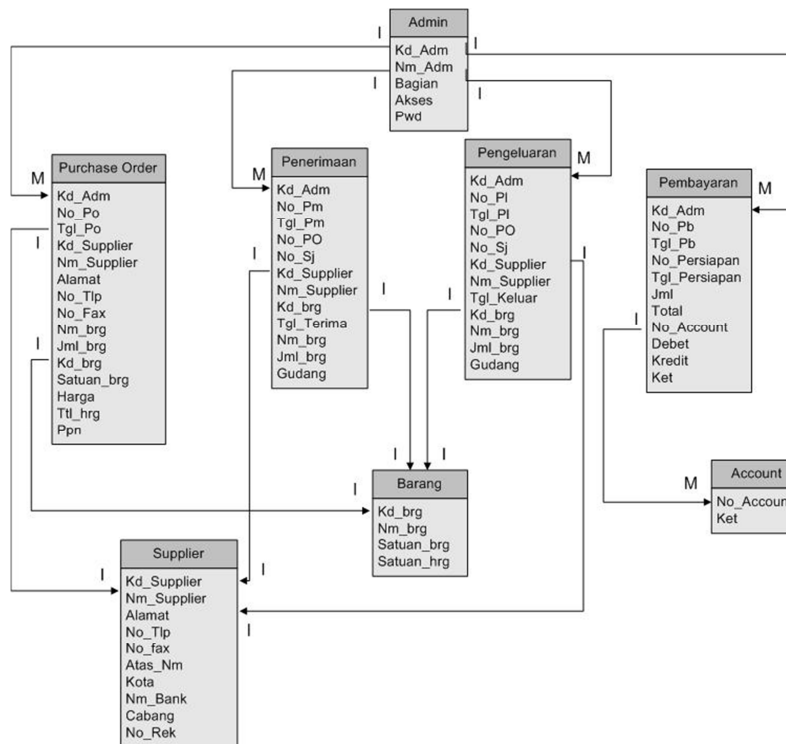 Admin
Kd_Adm
Nm_Adm
Bagian
Akses
Pwd
I
I
I
I
Purchase Order
Kd_Adm
No_Po
Tgl_Po
Kd_Supplier
Nm_Supplier
Alamat
No_Tlp
No_Fax
Nm_brg
Jml_brg
Kd_brg
Satuan_brg
Harga
Ttl_hrg
Ppn
M
I
I
Penerimaan
Kd_Adm
No_Pm
Tgl_Pm
No_PO
No_Sj
Kd_Supplier
Nm_Supplier
Kd_brg
Tgl_Terima
Nm_brg
Jml_brg
Gudang
M
I
I
Pengeluaran
Kd_Adm
No_Pl
Tgl_Pl
No_PO
No_Sj
Kd_Supplier
Nm_Supplier
Tgl_Keluar
Kd_brg
Nm_brg
Jml_brg
Gudang
M
I
I
Pembayaran
Kd_Adm
No_Pb
Tgl_Pb
No_Persiapan
Tgl_Persiapan
Jml
Total
No_Account
Debet
Kredit
Ket
M
I
Barang
Kd_brg
Nm_brg
Satuan_brg
Satuan_hrg
I
I
I
Account
No_Account
Ket
M
Supplier
Kd_Supplier
Nm_Supplier
Alamat
No_Tlp
No_fax
Atas_Nm
Kota
Nm_Bank
Cabang
No_Rek
I
I
I